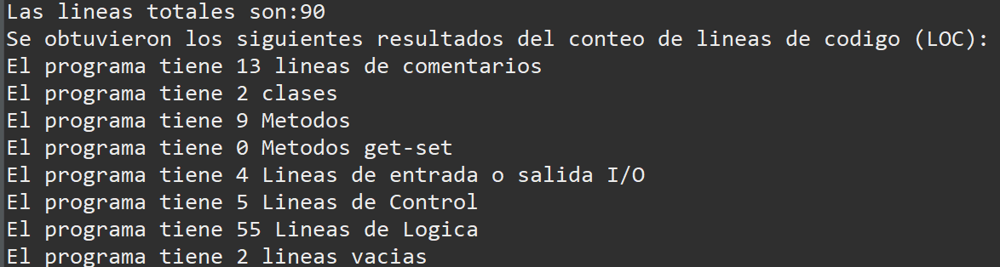 Las lineas totales son:90
Se obtuvieron los siguientes resultados del conteo de lineas de codigo (LOC):
El programa tiene 13 lineas de comentarios
El programa tiene 2 clases
El programa tiene 9 Metodos
El programa tiene 0 Metodos get-set
El programa tiene 4 Lineas de entrada o salida I/O
El programa tiene 5 Lineas de Control
El programa tiene 55 Lineas de Logica
El programa tiene 2 lineas vacias